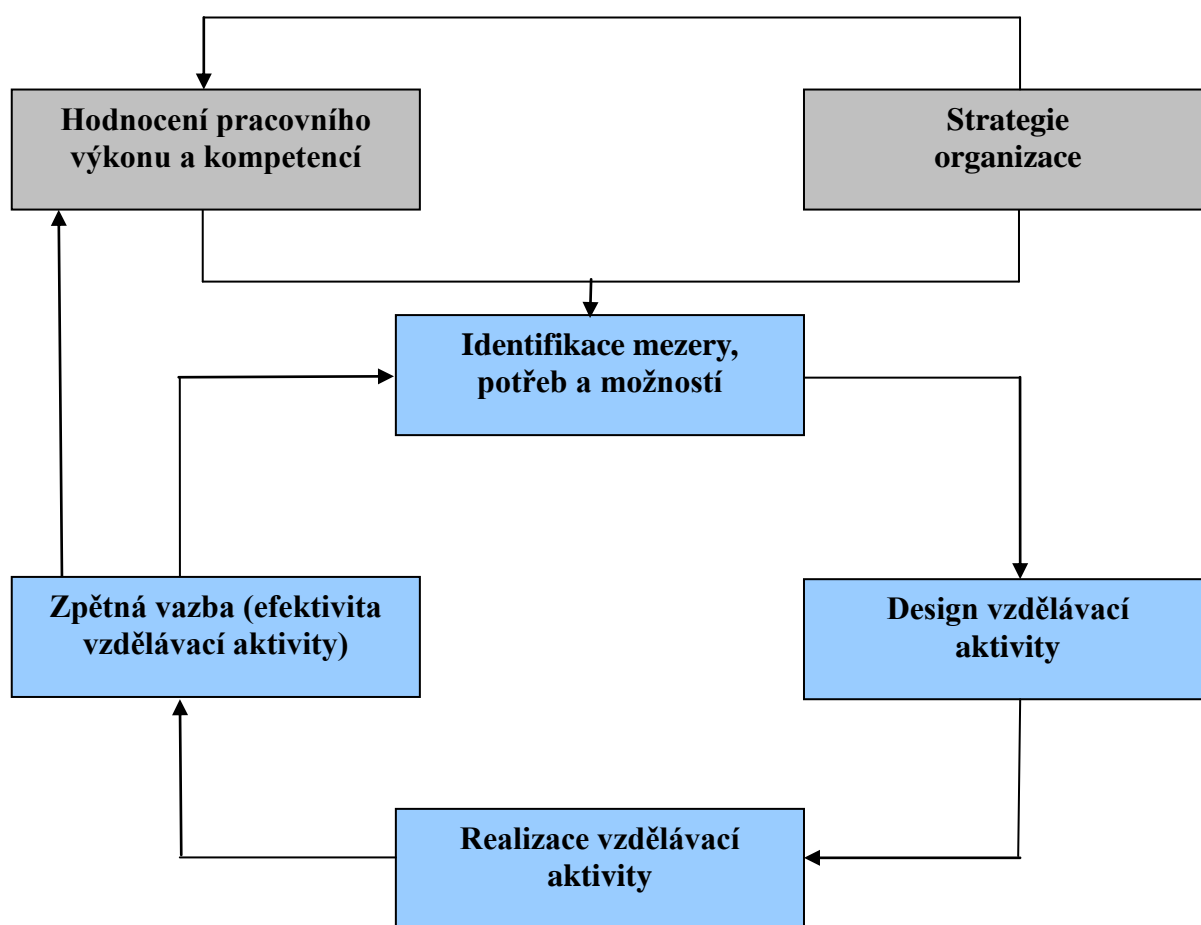 Hodnocení pracovního
výkonu a kompetencí
Strategie
organizace
Identifikace mezery,
potřeb a možností
Zpětná vazba (efektivita
vzdělávací aktivity)
Design vzdělávací
aktivity
Realizace vzdělávací
aktivity